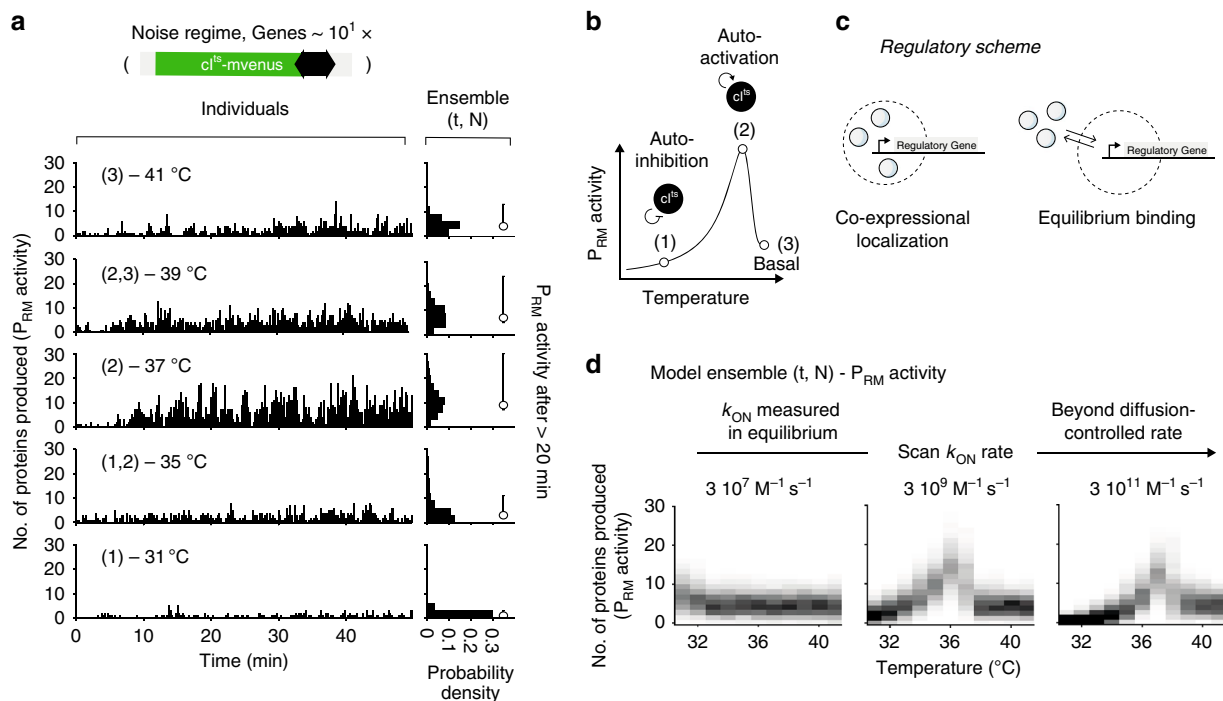 a
Noise regime, Genes ~ 10¹ ×
( cIᵗˢ-mvenus )
Individuals
Ensemble
(t, N)
No. of proteins produced (P_RM activity)
30
20
10
0
(3) – 41 °C
30
20
10
0
(2,3) – 39 °C
30
20
10
0
(2) – 37 °C
30
20
10
0
(1,2) – 35 °C
30
20
10
0
(1) – 31 °C
0 10 20 30 40
Time (min)
0 0.1 0.2 0.3
Probability
density
P_RM activity after > 20 min
b
Auto-
activation
cIᵗˢ
(2)
Auto-
inhibition
cIᵗˢ
(1)
(3)
Basal
P_RM activity
Temperature
c
Regulatory scheme
Regulatory Gene
Regulatory Gene
Co-expressional
localization
Equilibrium binding
d
Model ensemble (t, N) - P_RM activity
k_ON measured
in equilibrium
Scan k_ON rate
Beyond diffusion-
controlled rate
3 10⁷ M⁻¹ s⁻¹
3 10⁹ M⁻¹ s⁻¹
3 10¹¹ M⁻¹ s⁻¹
No. of proteins produced
(P_RM activity)
30
20
10
0
32 36 40
32 36 40
32 36 40
Temperature (°C)